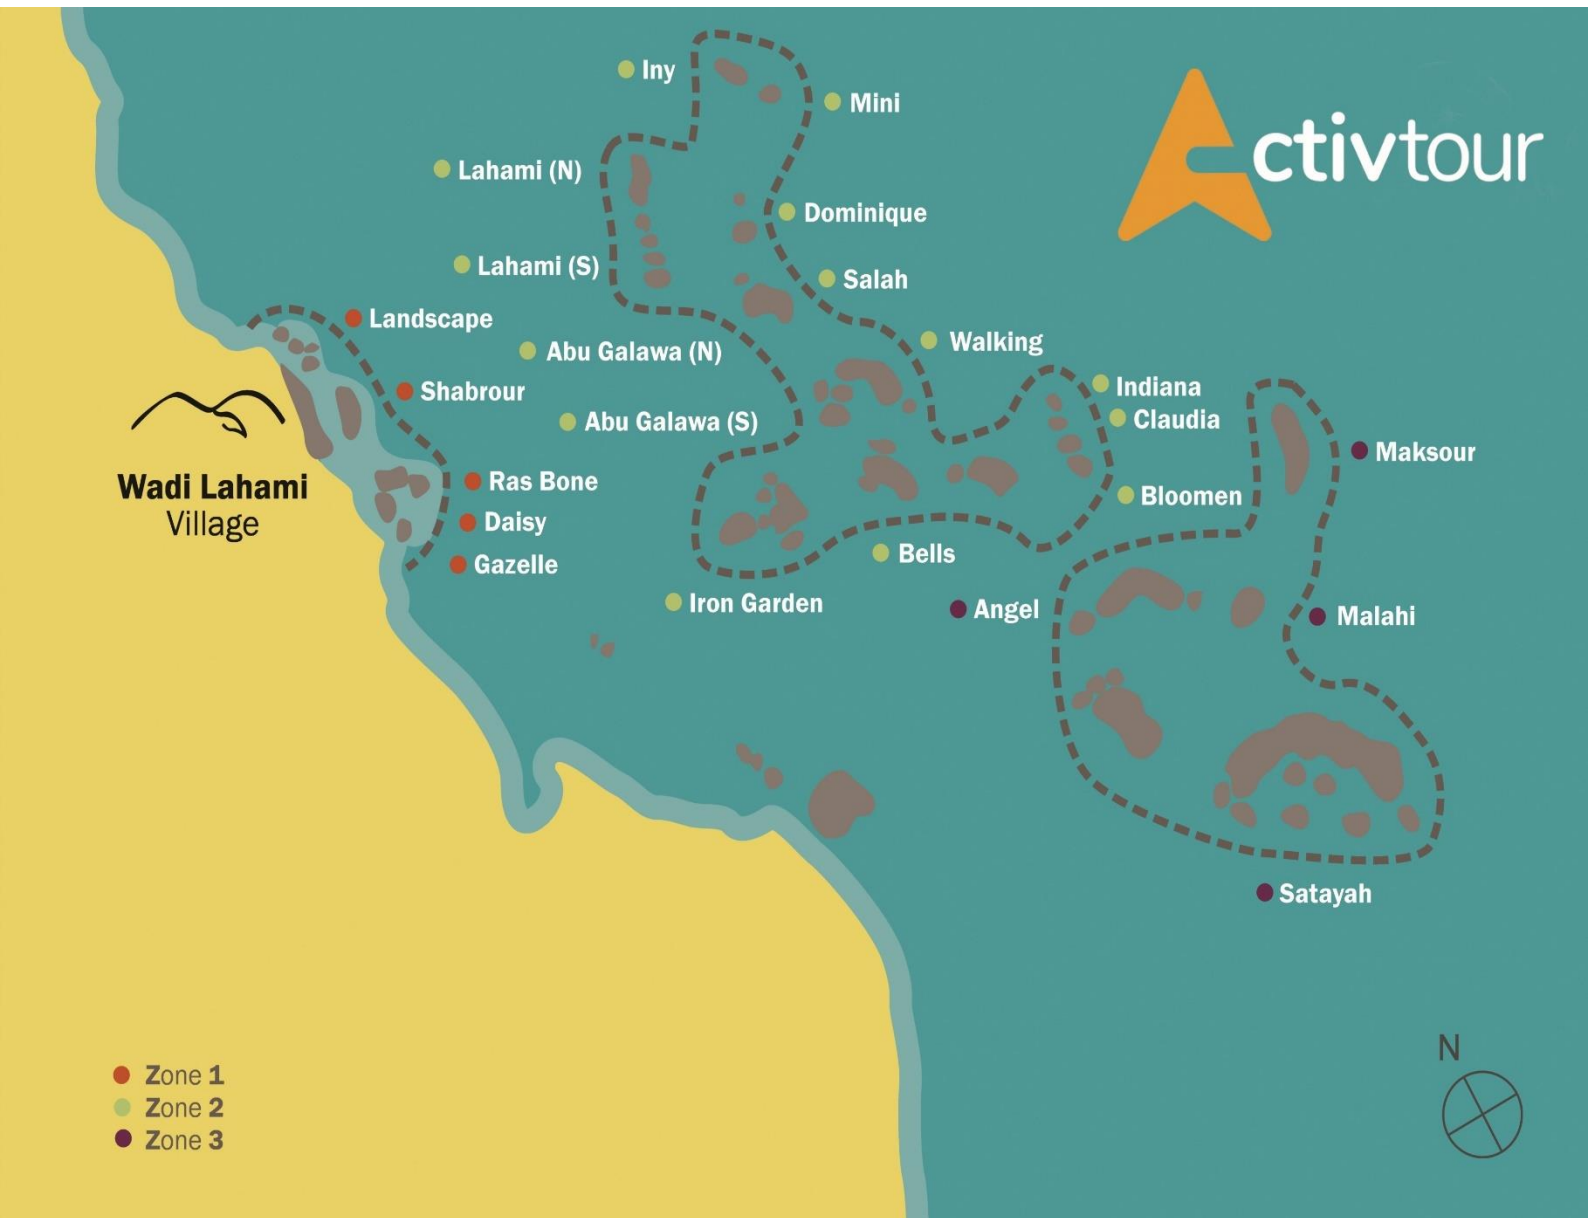 Iny
Mini
Activtour
Lahami (N)
Dominique
Lahami (S)
Salah
Landscape
Walking
Abu Galawa (N)
Shabrour
Indiana
Abu Galawa (S)
Claudia
Maksour
Wadi Lahami
Village
Ras Bone
Bloomen
Daisy
Bells
Gazelle
Iron Garden
Angel
Malahi
Satayah
N
Zone 1
Zone 2
Zone 3